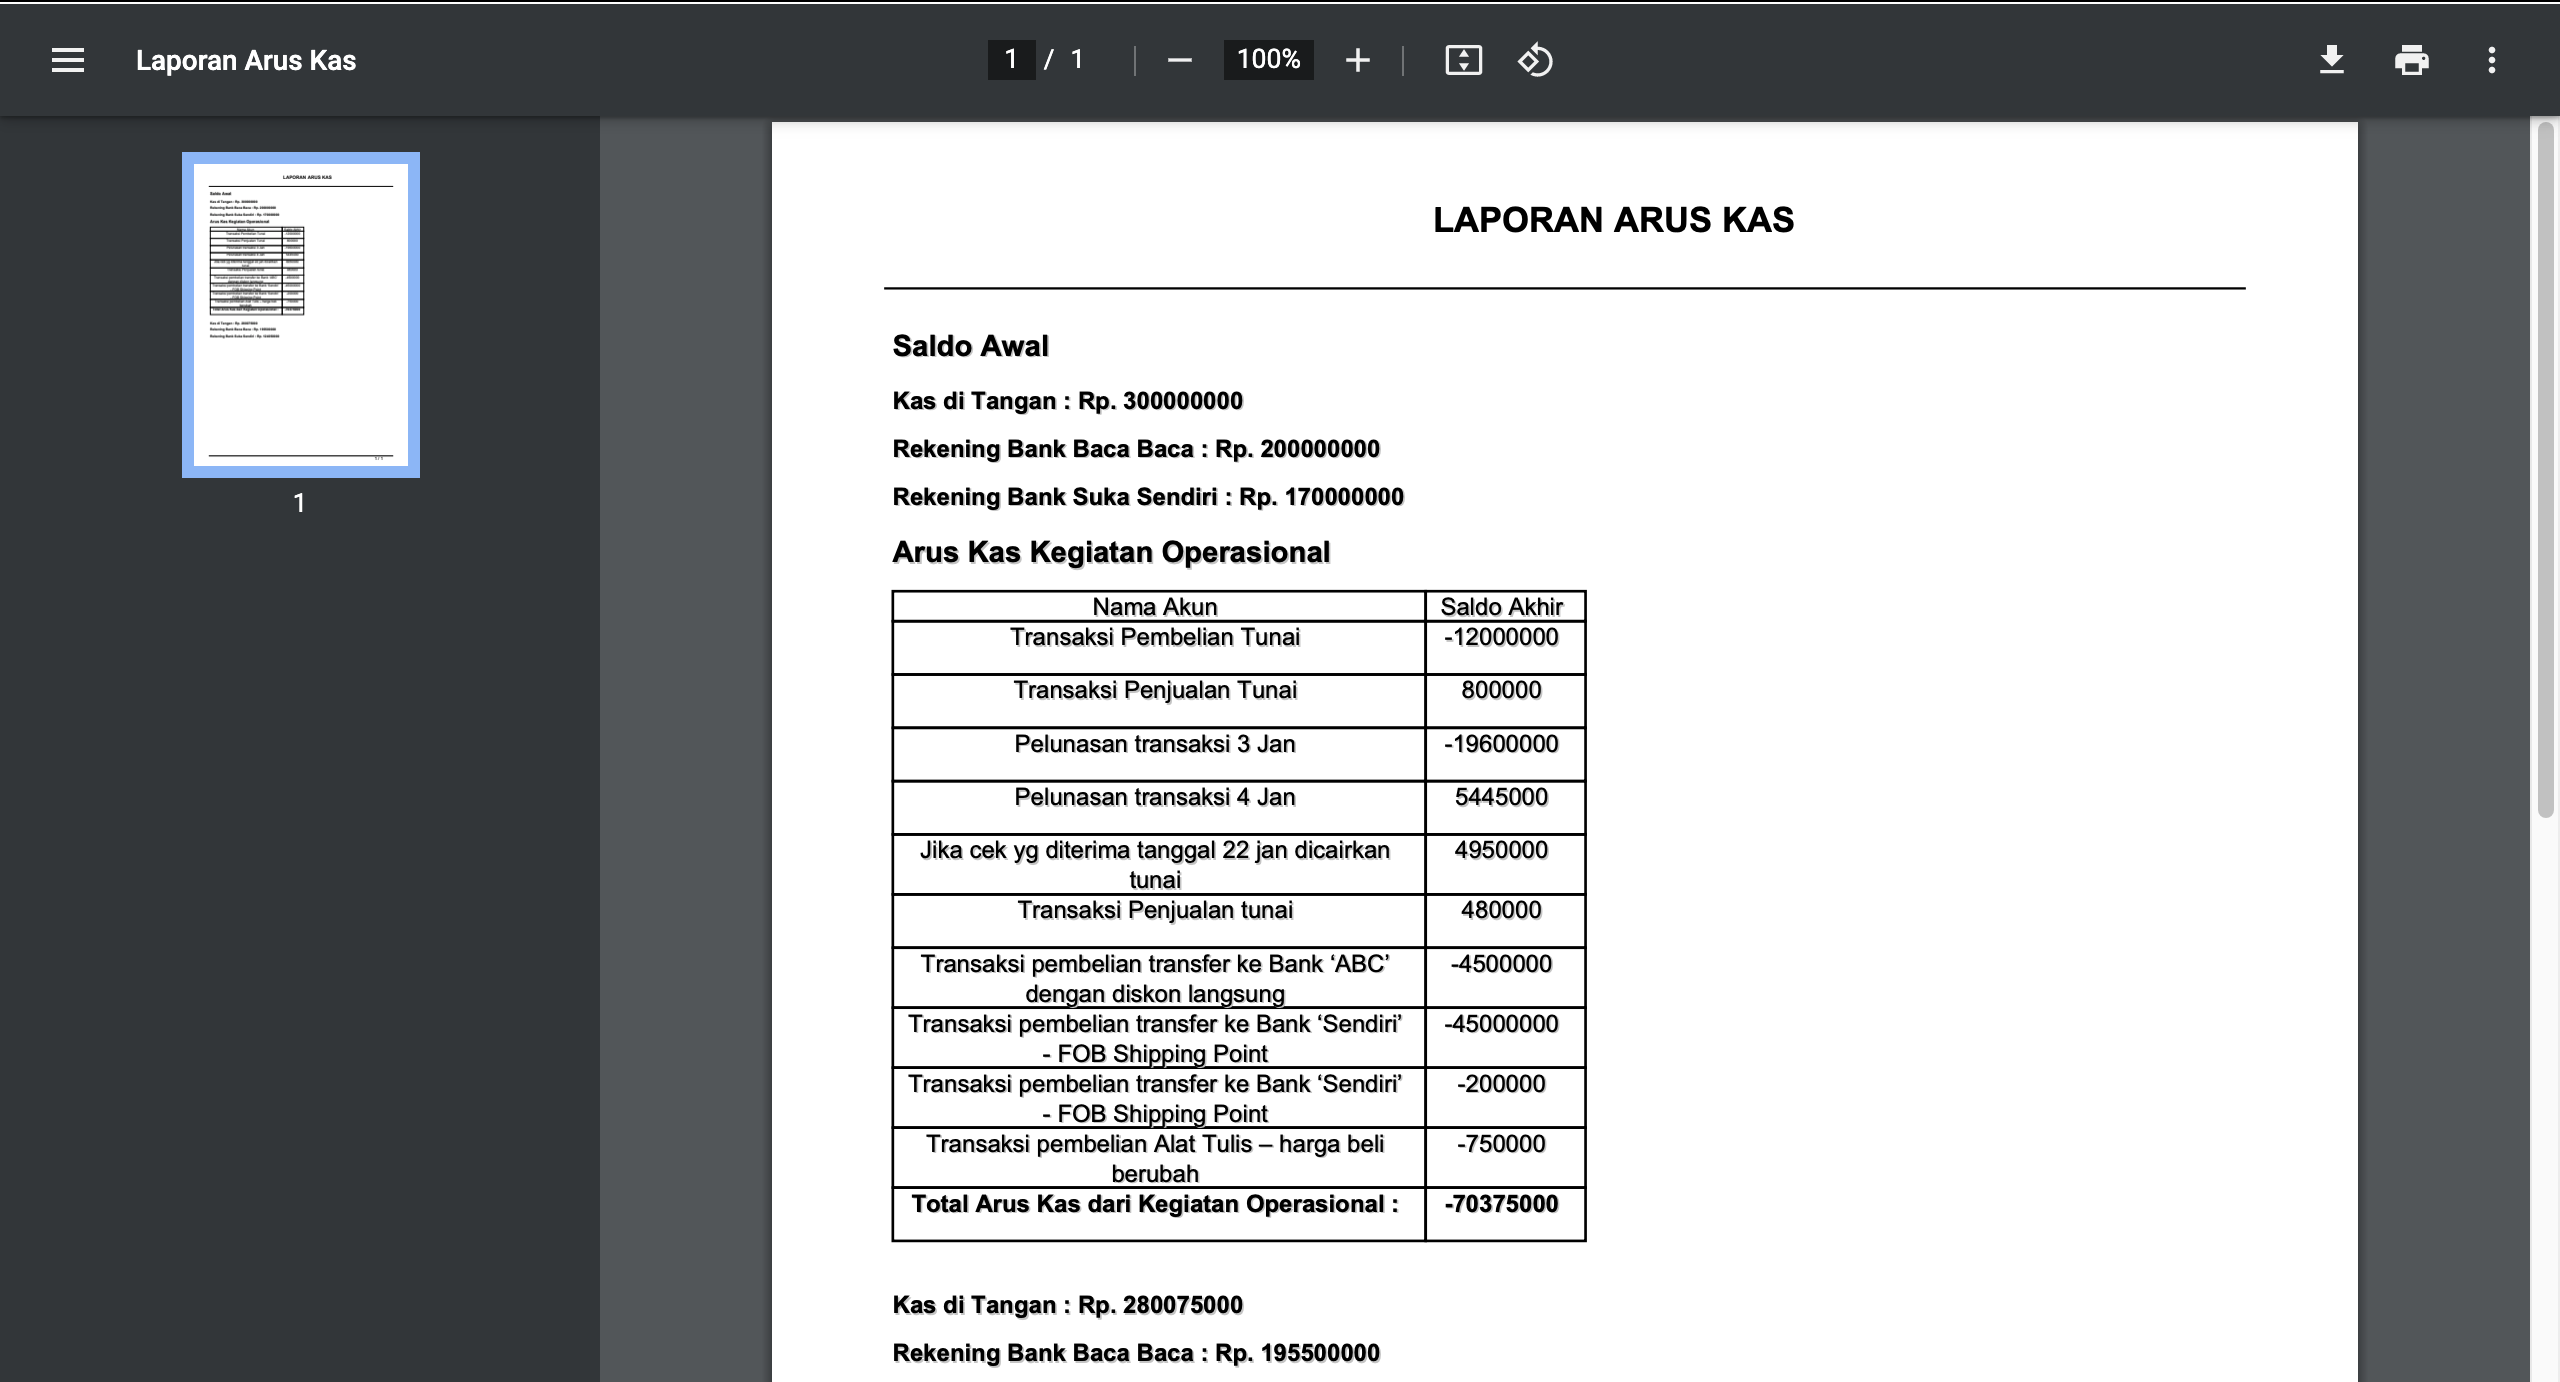 Laporan Arus Kas
1 / 1
100%
1
LAPORAN ARUS KAS
Saldo Awal
Kas di Tangan : Rp. 300000000
Rekening Bank Baca Baca : Rp. 200000000
Rekening Bank Suka Sendiri : Rp. 170000000
Arus Kas Kegiatan Operasional
Nama Akun Saldo Akhir
Transaksi Pembelian Tunai -12000000
Transaksi Penjualan Tunai 800000
Pelunasan transaksi 3 Jan -19600000
Pelunasan transaksi 4 Jan 5445000
Jika cek yg diterima tanggal 22 jan dicairkan 4950000
tunai
Transaksi Penjualan tunai 480000
Transaksi pembelian transfer ke Bank ‘ABC’ -4500000
dengan diskon langsung
Transaksi pembelian transfer ke Bank ‘Sendiri’ -45000000
- FOB Shipping Point
Transaksi pembelian transfer ke Bank ‘Sendiri’ -200000
- FOB Shipping Point
Transaksi pembelian Alat Tulis – harga beli -750000
berubah
Total Arus Kas dari Kegiatan Operasional : -70375000
Kas di Tangan : Rp. 280075000
Rekening Bank Baca Baca : Rp. 195500000